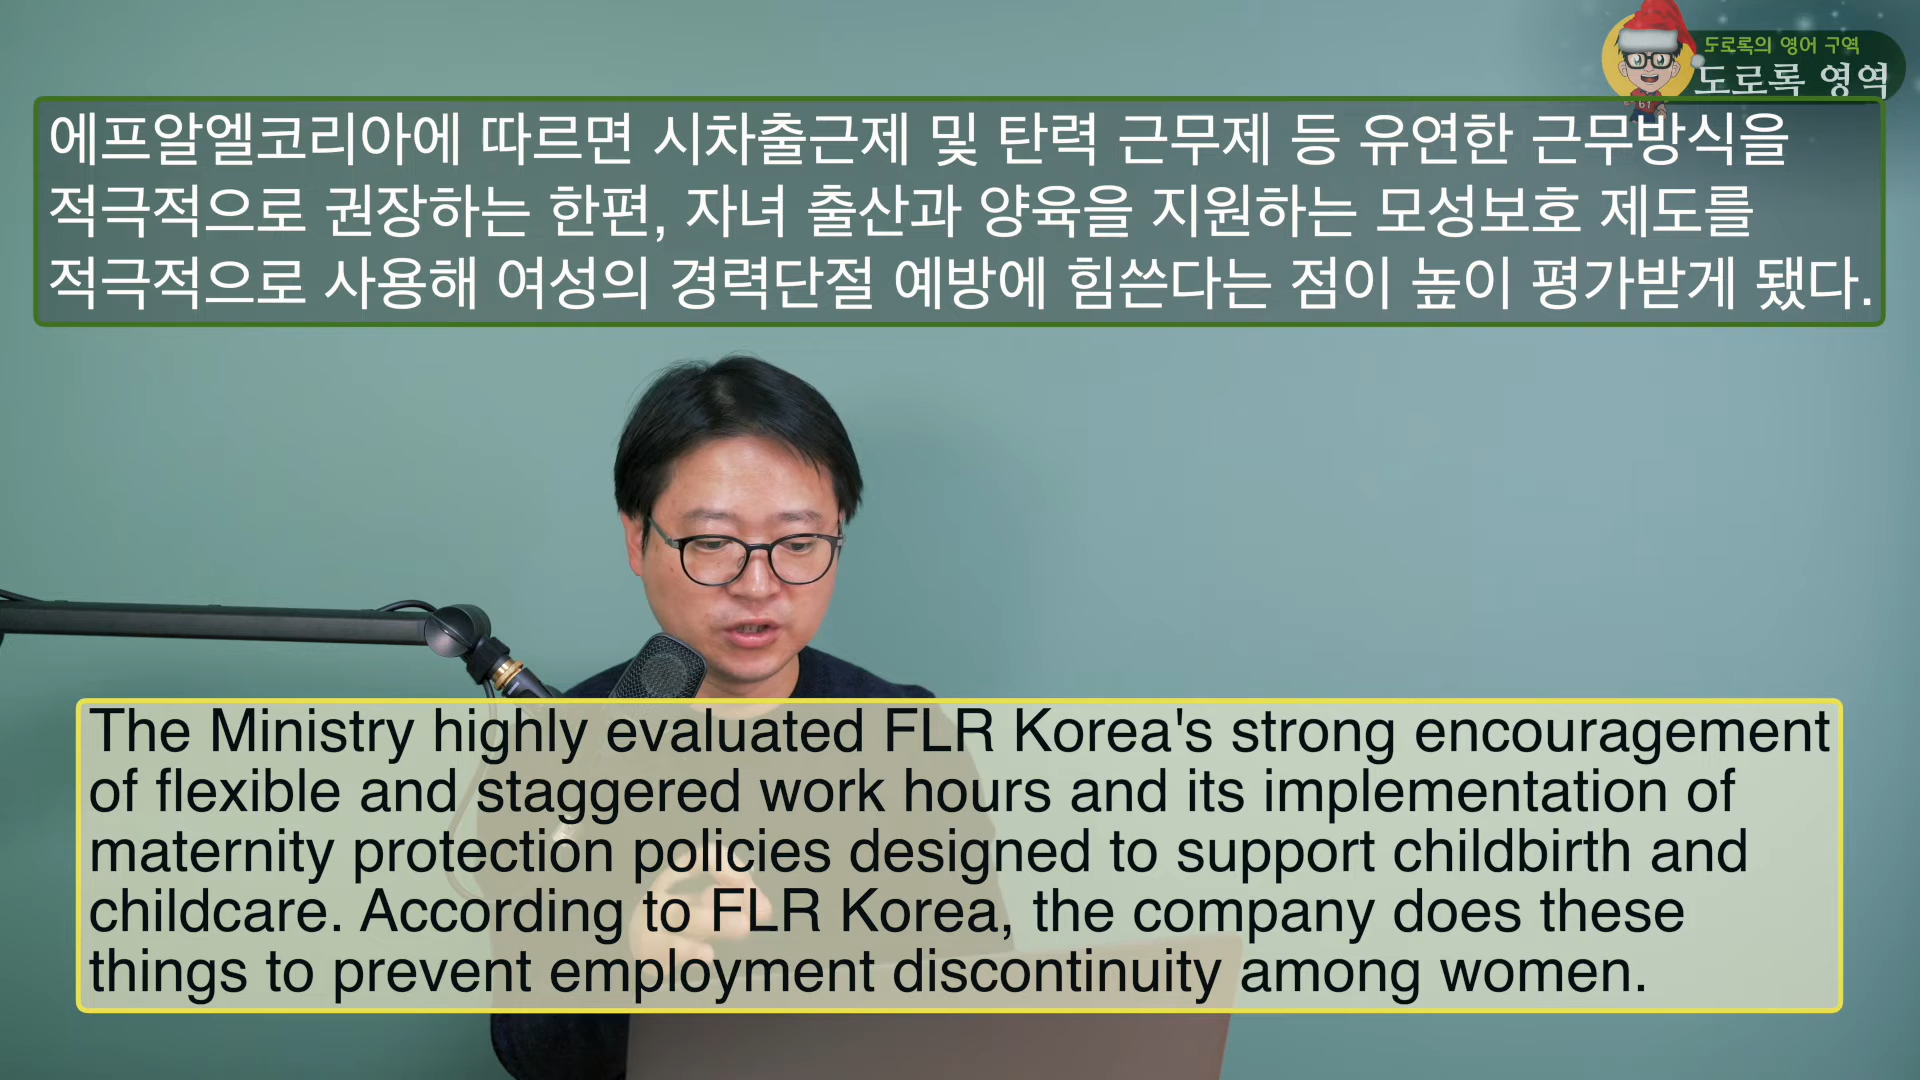 도로록의 영어 구역
도로록 영역
에프알엘코리아에 따르면 시차출근제 및 탄력 근무제 등 유연한 근무방식을
적극적으로 권장하는 한편, 자녀 출산과 양육을 지원하는 모성보호 제도를
적극적으로 사용해 여성의 경력단절 예방에 힘쓴다는 점이 높이 평가받게 됐다.
The Ministry highly evaluated FLR Korea's strong encouragement
of flexible and staggered work hours and its implementation of
maternity protection policies designed to support childbirth and
childcare. According to FLR Korea, the company does these
things to prevent employment discontinuity among women.